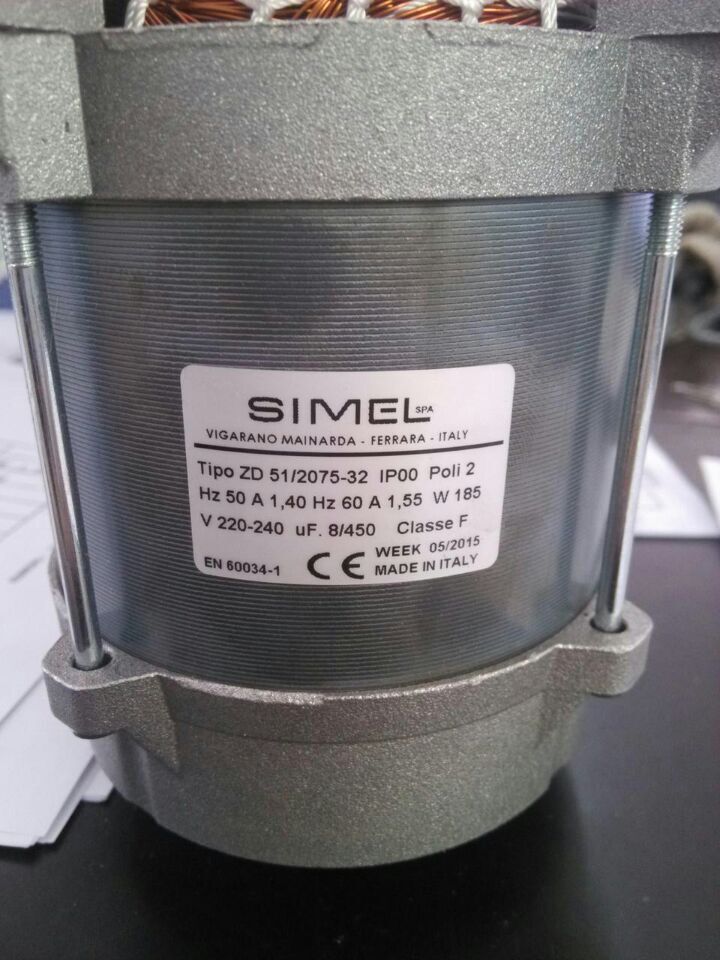 SIMEL SPA
VIGARANO MAINARDA - FERRARA - ITALY
Tipo ZD 51/2075-32 IP00 Poli 2
Hz 50 A 1,40 Hz 60 A 1,55 W 185
V 220-240 uF. 8/450 Classe F
WEEK 05/2015
EN 60034-1 CE MADE IN ITALY